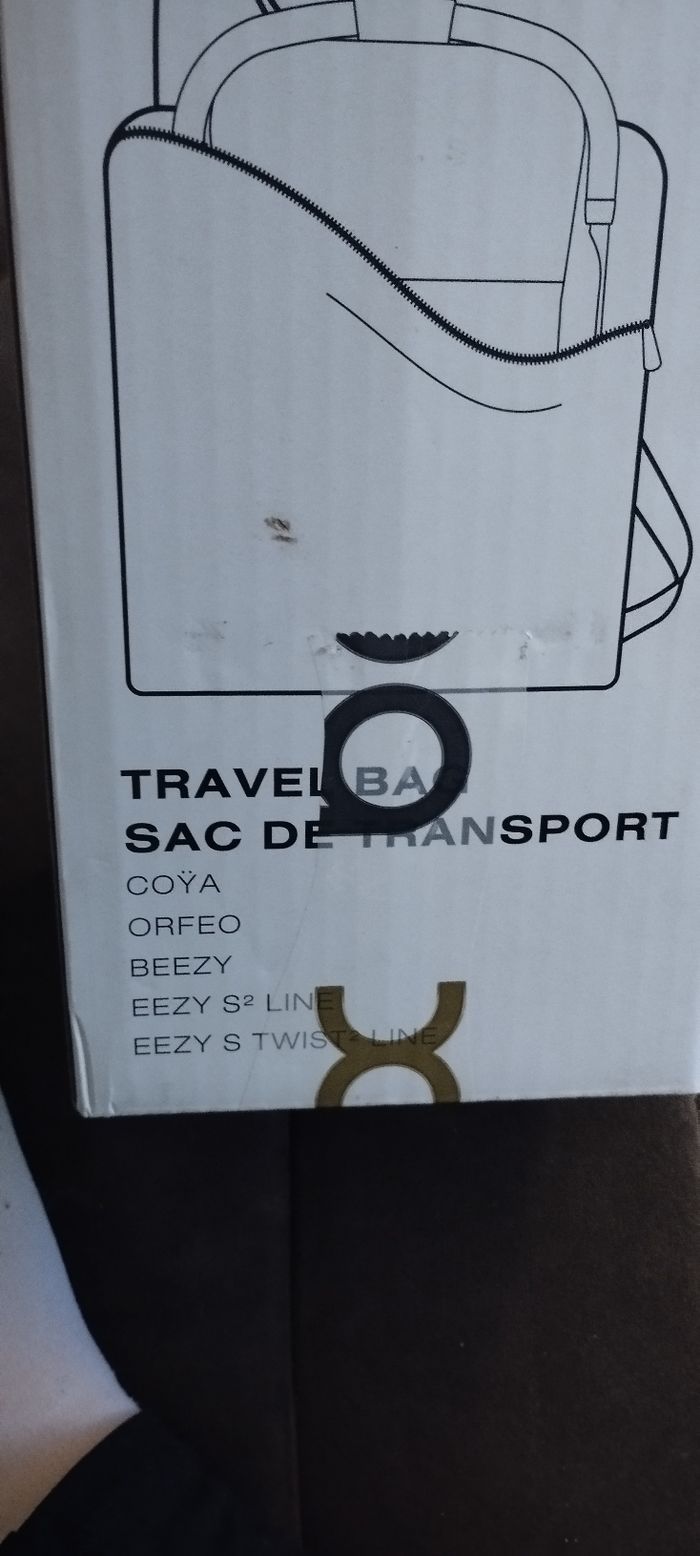 TRAVEL BAG
SAC DE TRANSPORT
COŸA
ORFEO
BEEZY
EEZY S² LINE
EEZY S TWIST² LINE